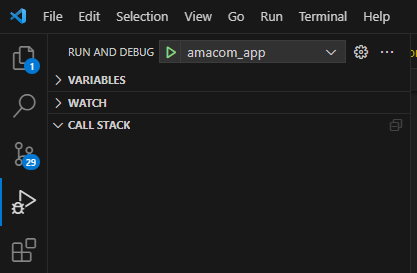 File Edit Selection View Go Run Terminal Help
RUN AND DEBUG amacom_app
1
VARIABLES
WATCH
CALL STACK
29